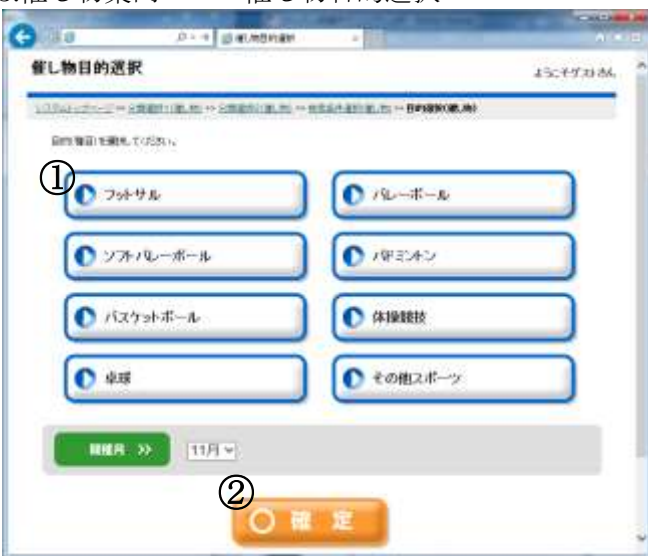 催し物目的選択
ようこそゲストさん
目的(種目)を選択してください。
①
フットサル
バレーボール
ソフトバレーボール
バドミントン
バスケットボール
体操競技
卓球
その他スポーツ
開催月 >>
11月
②
確定